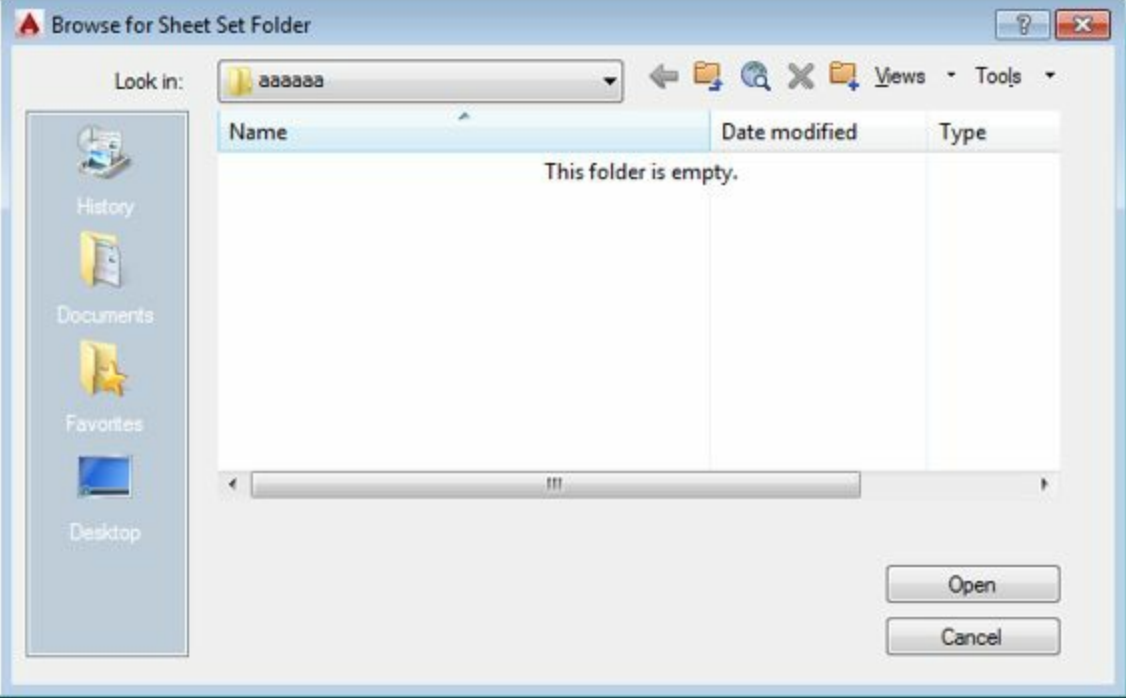 Browse for Sheet Set Folder
Look in: aaaaaa Views Tools
Name Date modified Type
This folder is empty.
History
Documents
Favorites
Desktop
Open
Cancel